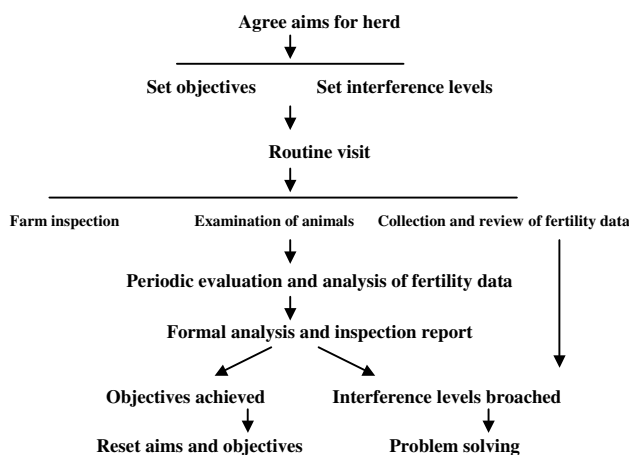 Agree aims for herd
Set objectives Set interference levels
Routine visit
Farm inspection Examination of animals Collection and review of fertility data
Periodic evaluation and analysis of fertility data
Formal analysis and inspection report
Objectives achieved Interference levels broached
Reset aims and objectives Problem solving